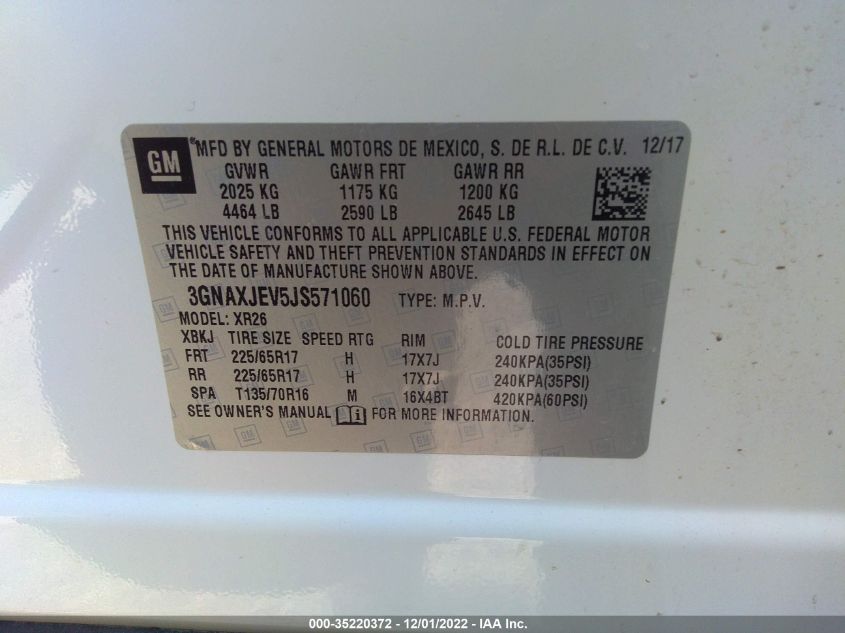 GM *MFD BY GENERAL MOTORS DE MEXICO, S. DE R.L. DE C.V. 12/17
GVWR GAWR FRT GAWR RR
2025 KG 1175 KG 1200 KG
4464 LB 2590 LB 2645 LB
THIS VEHICLE CONFORMS TO ALL APPLICABLE U.S. FEDERAL MOTOR
VEHICLE SAFETY AND THEFT PREVENTION STANDARDS IN EFFECT ON
THE DATE OF MANUFACTURE SHOWN ABOVE.
3GNAXJEV5JS571060 TYPE: M.P.V.
MODEL: XR26
XBKJ TIRE SIZE SPEED RTG RIM COLD TIRE PRESSURE
FRT 225/65R17 H 17X7J 240KPA(35PSI)
RR 225/65R17 H 17X7J 240KPA(35PSI)
SPA T135/70R16 M 16X4BT 420KPA(60PSI)
SEE OWNER'S MANUAL i FOR MORE INFORMATION.
000-35220372 - 12/01/2022 - IAA Inc.